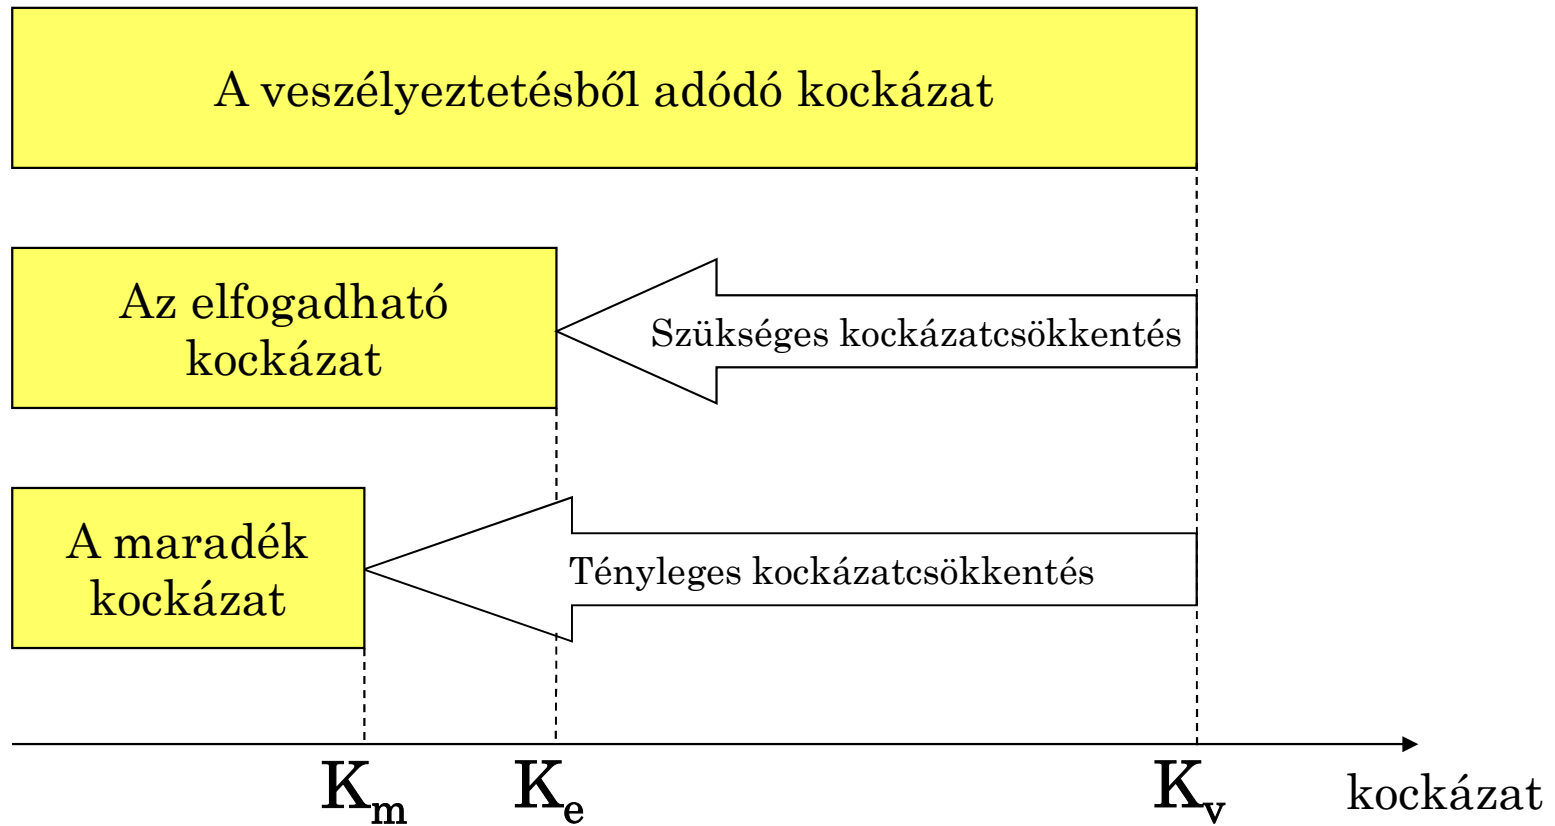 A veszélyeztetésből adódó kockázat
Az elfogadható
kockázat
Szükséges kockázatcsökkentés
A maradék
kockázat
Tényleges kockázatcsökkentés
Kₘ
Kₑ
Kᵥ
kockázat